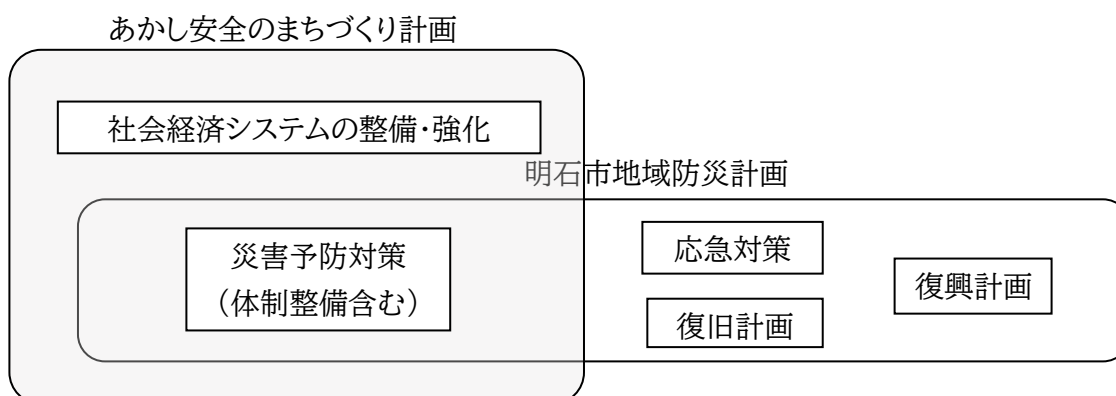 あかし安全のまちづくり計画
社会経済システムの整備・強化
明石市地域防災計画
災害予防対策
（体制整備含む）
応急対策
復旧計画
復興計画